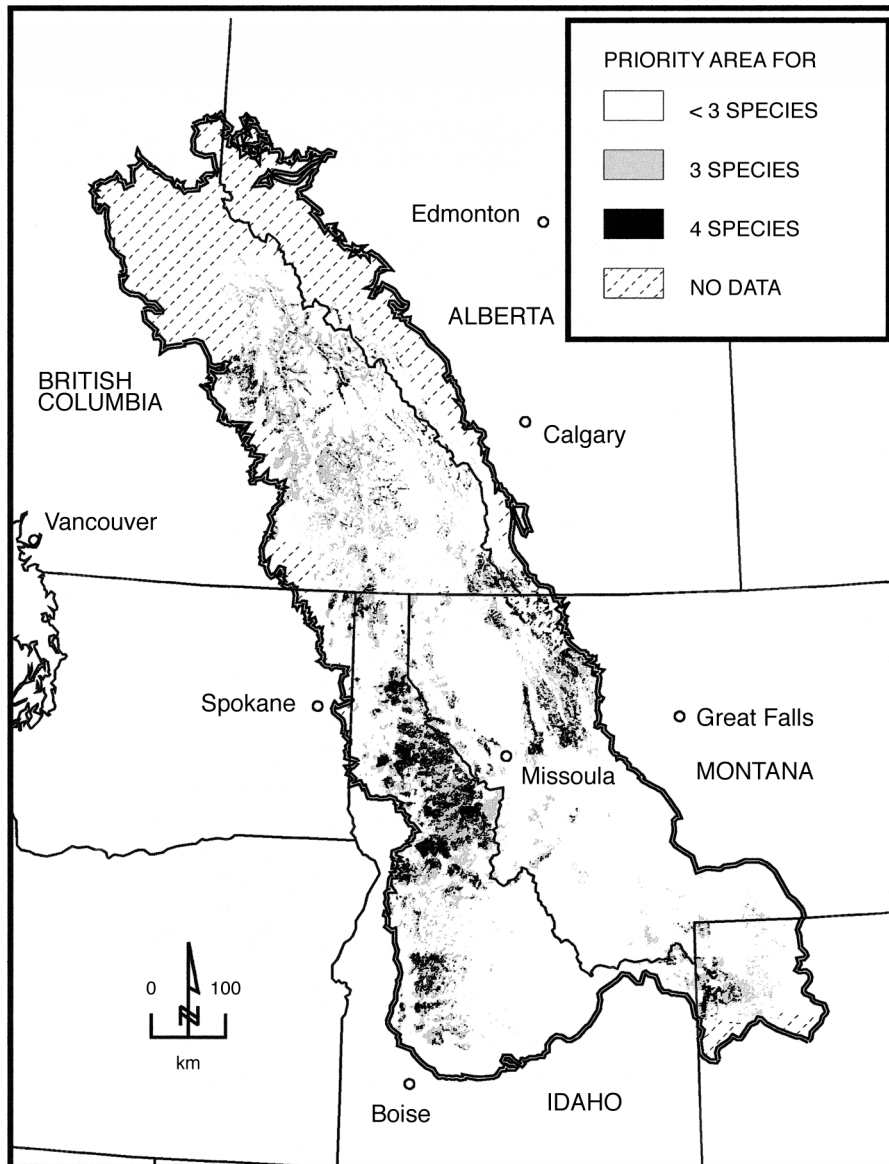 PRIORITY AREA FOR
< 3 SPECIES
3 SPECIES
4 SPECIES
NO DATA
Edmonton
ALBERTA
BRITISH
COLUMBIA
Calgary
Vancouver
Spokane
Great Falls
Missoula
MONTANA
N
0 100
km
Boise
IDAHO